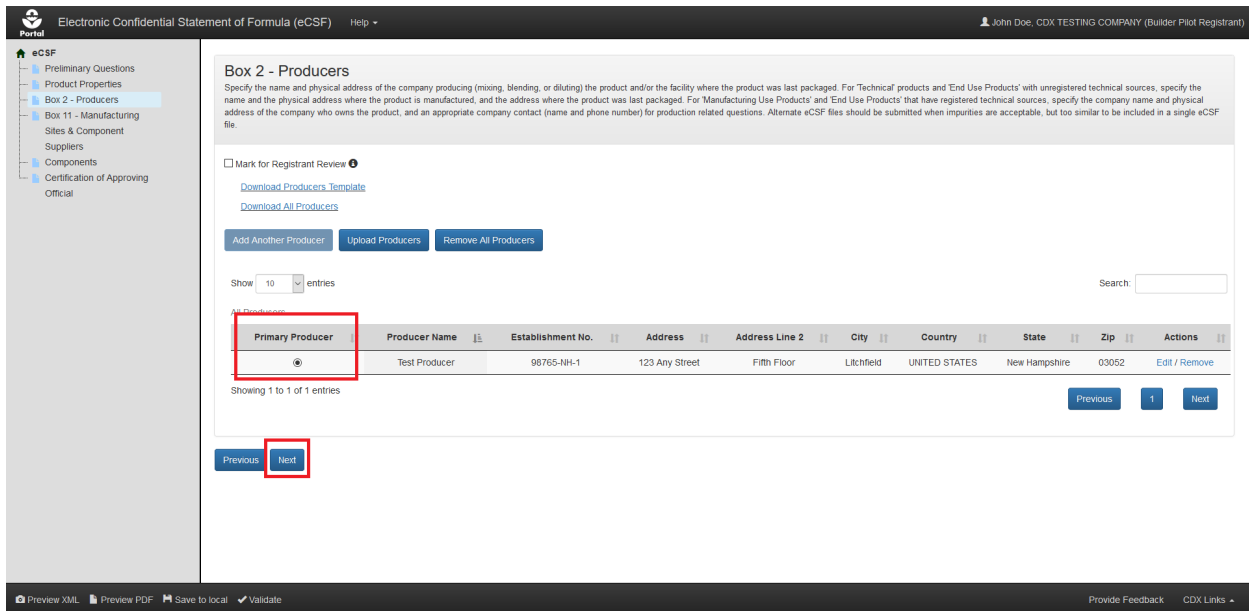 Portal
Electronic Confidential Statement of Formula (eCSF) Help
John Doe, CDX TESTING COMPANY (Builder Pilot Registrant)
eCSF
Preliminary Questions
Product Properties
Box 2 - Producers
Box 11 - Manufacturing
Sites & Component
Suppliers
Components
Certification of Approving
Official
Box 2 - Producers
Specify the name and physical address of the company producing (mixing, blending, or diluting) the product and/or the facility where the product was last packaged. For 'Technical' products and 'End Use Products' with unregistered technical sources, specify the
name and the physical address where the product is manufactured, and the address where the product was last packaged. For 'Manufacturing Use Products' and 'End Use Products' that have registered technical sources, specify the company name and physical
address of the company who owns the product, and an appropriate company contact (name and phone number) for production related questions. Alternate eCSF files should be submitted when impurities are acceptable, but too similar to be included in a single eCSF
file.
Mark for Registrant Review
Download Producers Template
Download All Producers
Add Another Producer Upload Producers Remove All Producers
Show 10 entries Search:
All Producers
Primary Producer Producer Name Establishment No. Address Address Line 2 City Country State Zip Actions
Test Producer 98765-NH-1 123 Any Street Fifth Floor Litchfield UNITED STATES New Hampshire 03052 Edit / Remove
Showing 1 to 1 of 1 entries
Previous 1 Next
Previous Next
Preview XML Preview PDF Save to local Validate Provide Feedback CDX Links